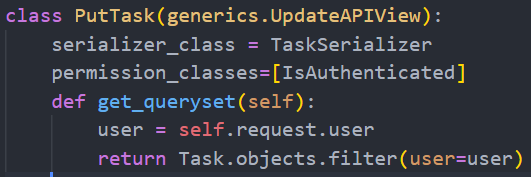 class PutTask(generics.UpdateAPIView):
    serializer_class = TaskSerializer
    permission_classes=[IsAuthenticated]
    def get_queryset(self):
        user = self.request.user
        return Task.objects.filter(user=user)